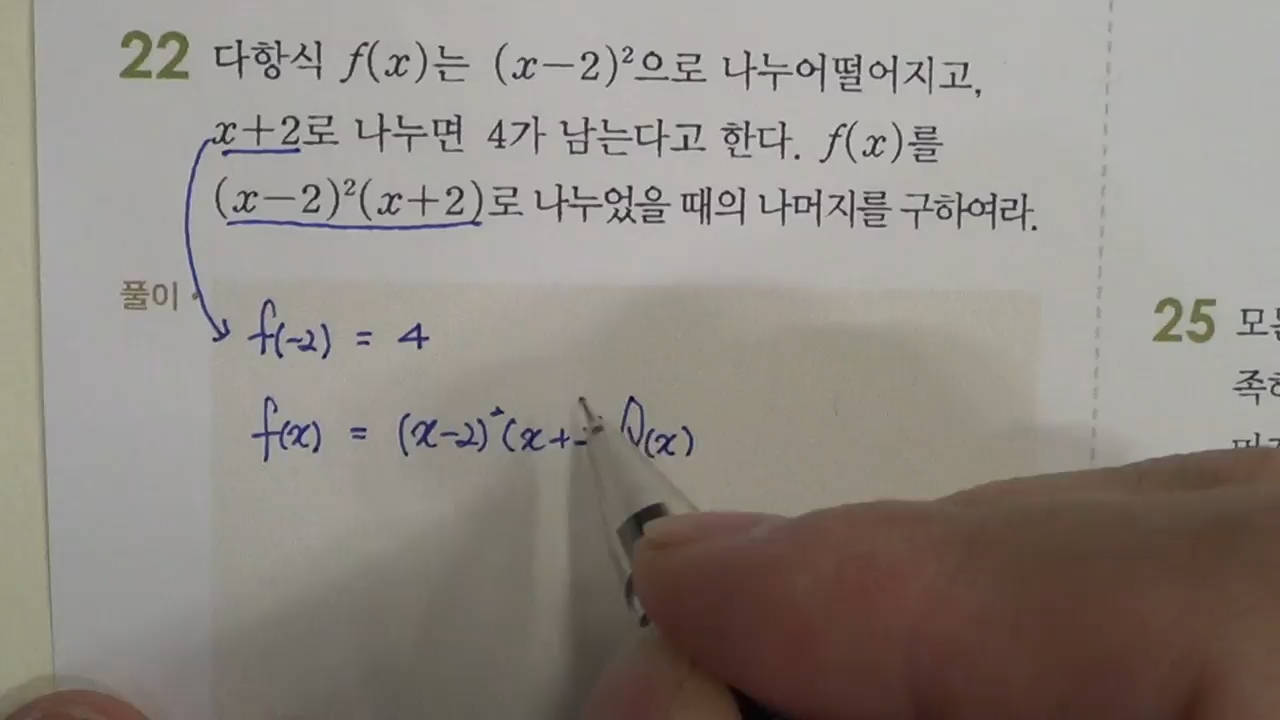 22 다항식 f(x)는 (x-2)²으로 나누어떨어지고,
x+2로 나누면 4가 남는다고 한다. f(x)를
(x-2)²(x+2)로 나누었을 때의 나머지를 구하여라.
풀이
f(-2) = 4
f(x) = (x-2)²(x+ Q(x)
25